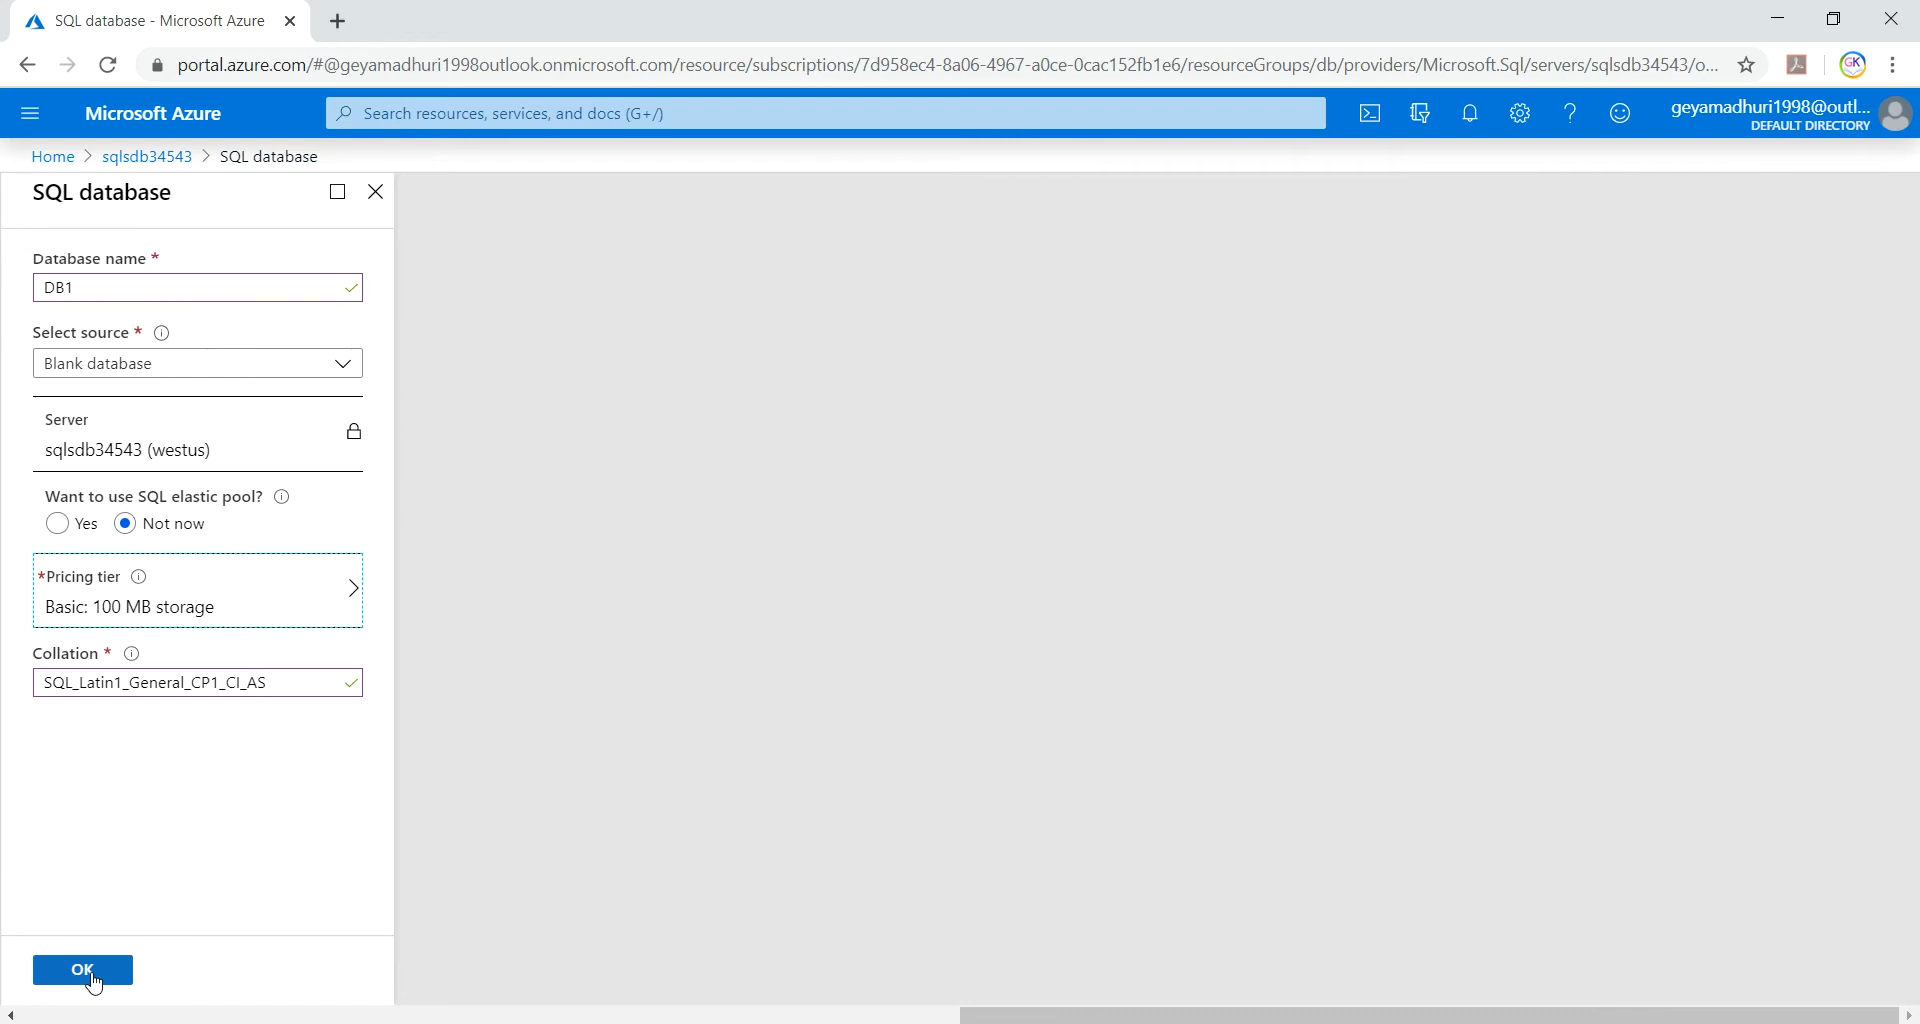 SQL database - Microsoft Azure
portal.azure.com/#@geyamadhuri1998outlook.onmicrosoft.com/resource/subscriptions/7d958ec4-8a06-4967-a0ce-0cac152fb1e6/resourceGroups/db/providers/Microsoft.Sql/servers/sqlsdb34543/o...
GK
Microsoft Azure
Search resources, services, and docs (G+/)
geyamadhuri1998@outl...
DEFAULT DIRECTORY
Home > sqlsdb34543 > SQL database
SQL database
Database name *
DB1
Select source *
Blank database
Server
sqlsdb34543 (westus)
Want to use SQL elastic pool?
Yes Not now
*Pricing tier
Basic: 100 MB storage
Collation *
SQL_Latin1_General_CP1_CI_AS
OK